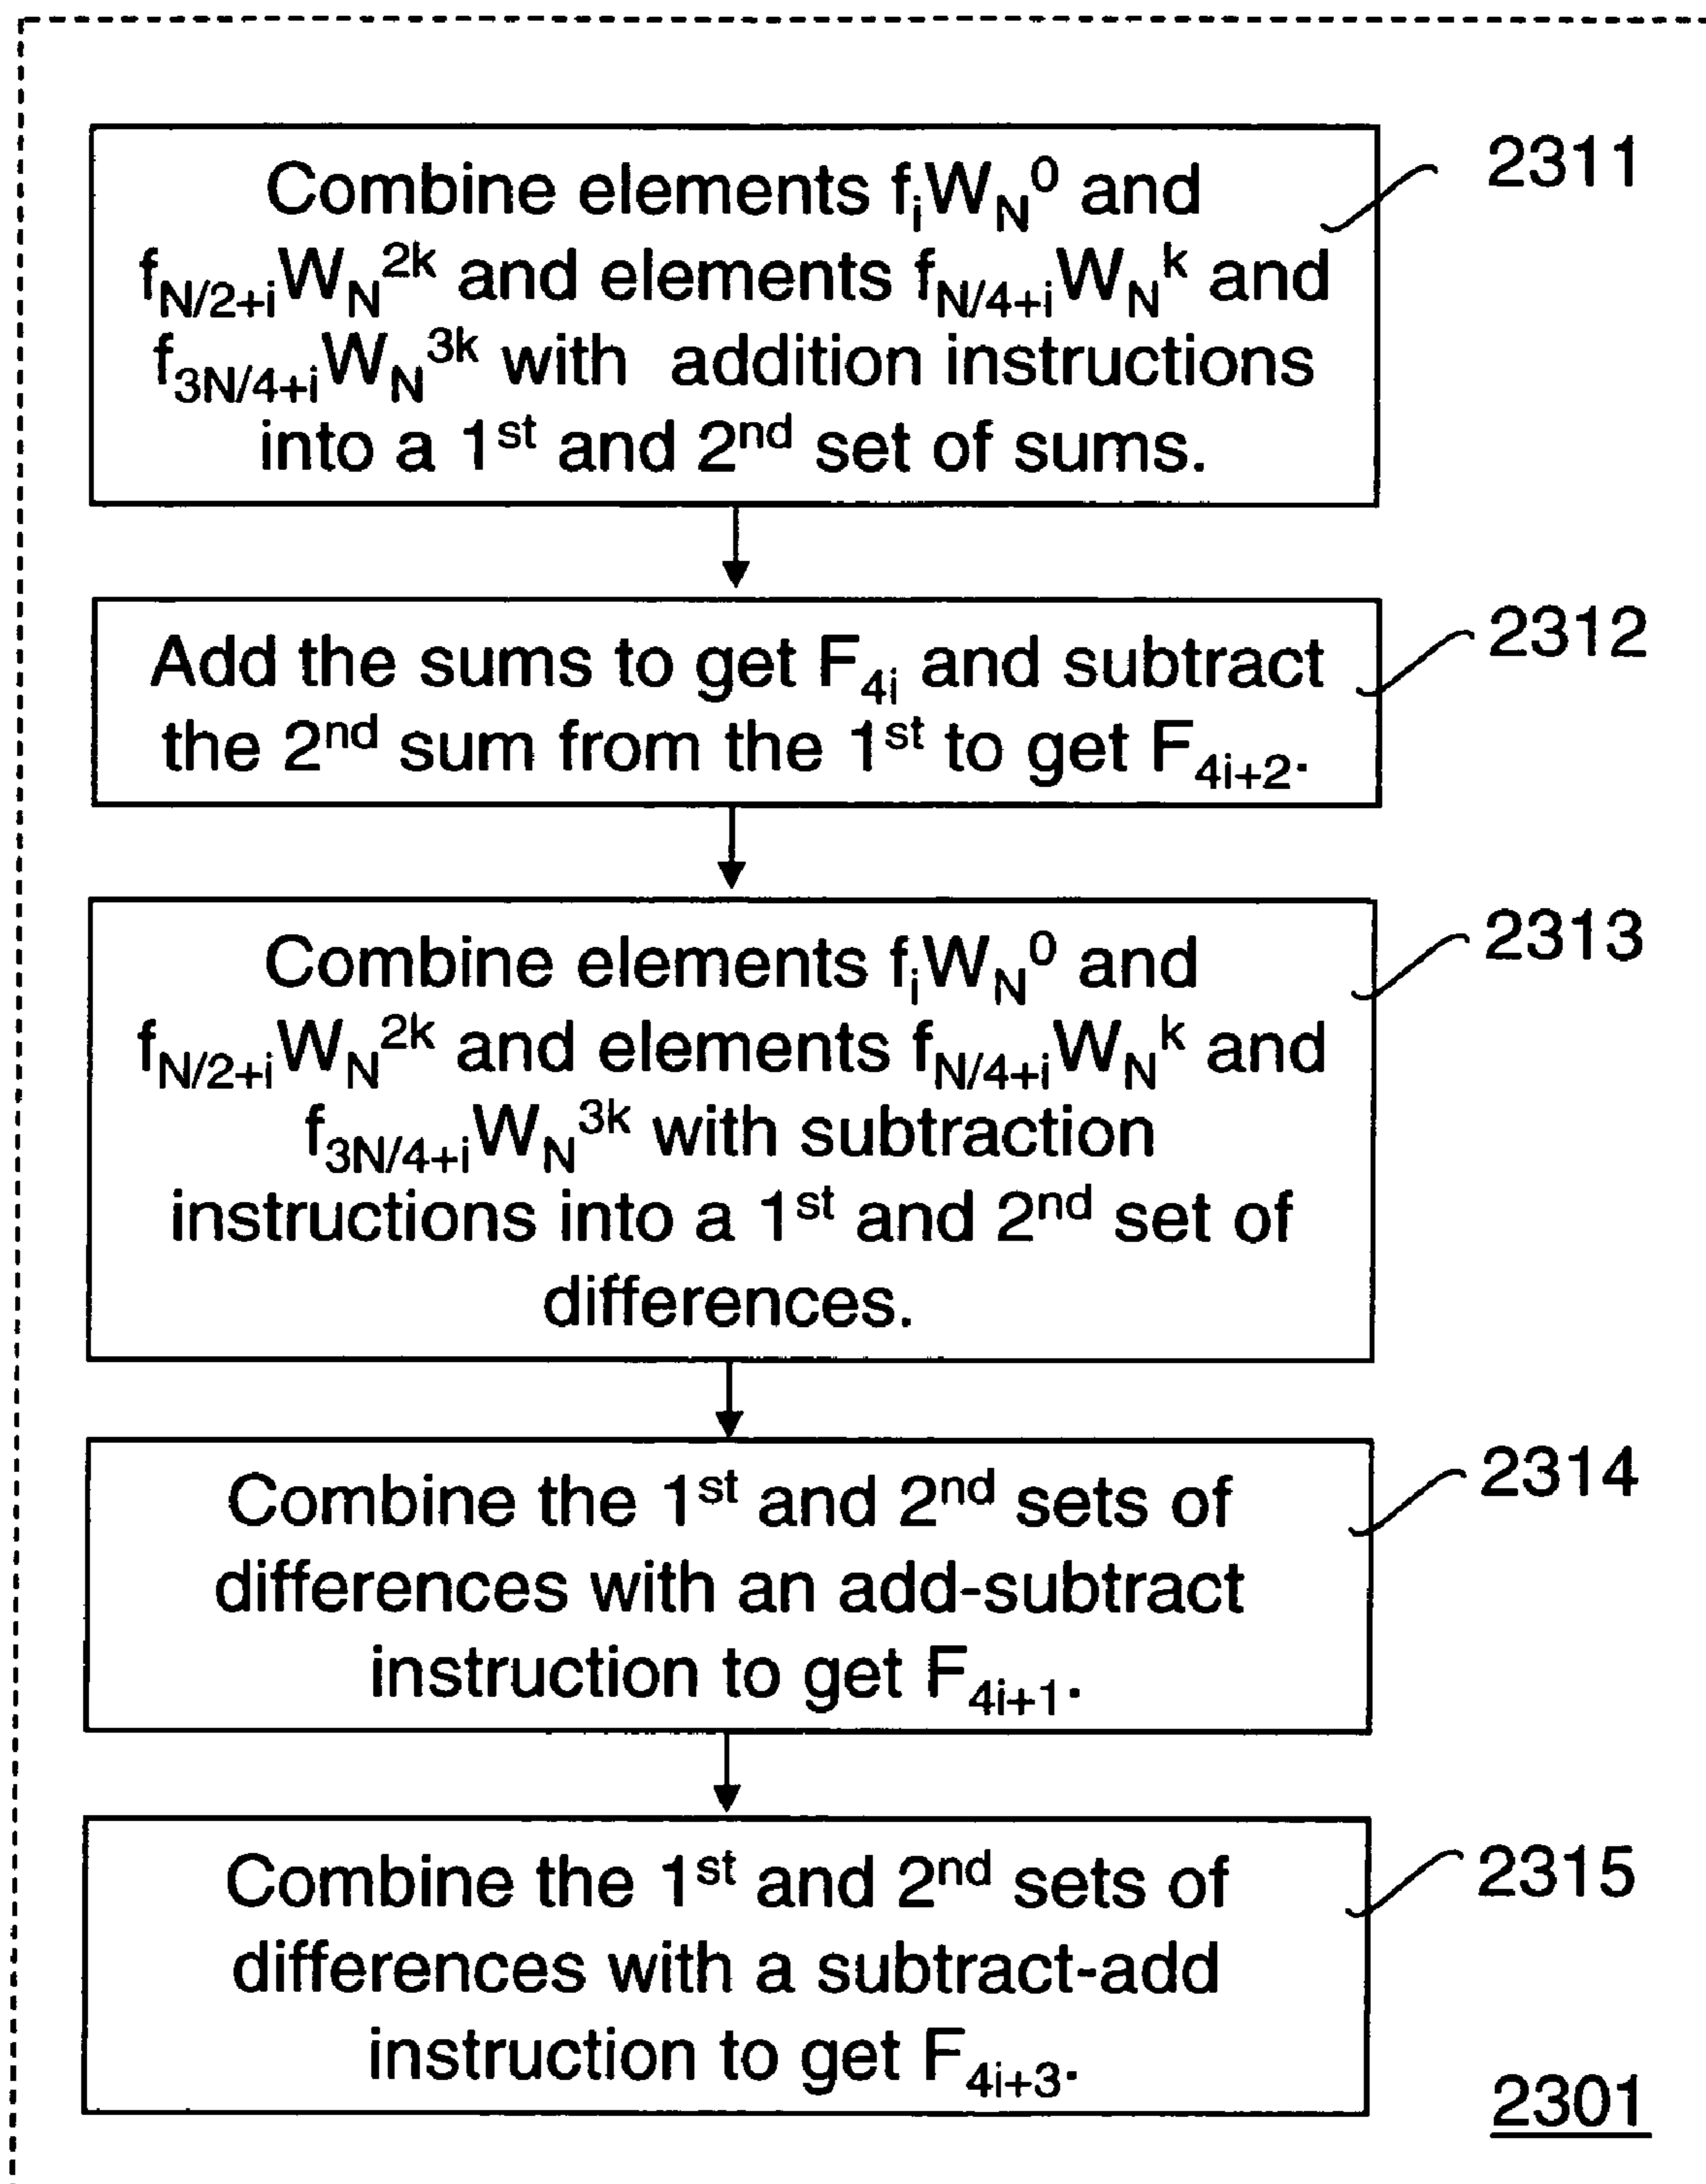 Combine elements fᵢW_N⁰ and
f_{N/2+i}W_N^{2k} and elements f_{N/4+i}W_N^k and
f_{3N/4+i}W_N^{3k} with addition instructions
into a 1st and 2nd set of sums.
2311
Add the sums to get F_{4i} and subtract
the 2nd sum from the 1st to get F_{4i+2}.
2312
Combine elements fᵢW_N⁰ and
f_{N/2+i}W_N^{2k} and elements f_{N/4+i}W_N^k and
f_{3N/4+i}W_N^{3k} with subtraction
instructions into a 1st and 2nd set of
differences.
2313
Combine the 1st and 2nd sets of
differences with an add-subtract
instruction to get F_{4i+1}.
2314
Combine the 1st and 2nd sets of
differences with a subtract-add
instruction to get F_{4i+3}.
2315
2301